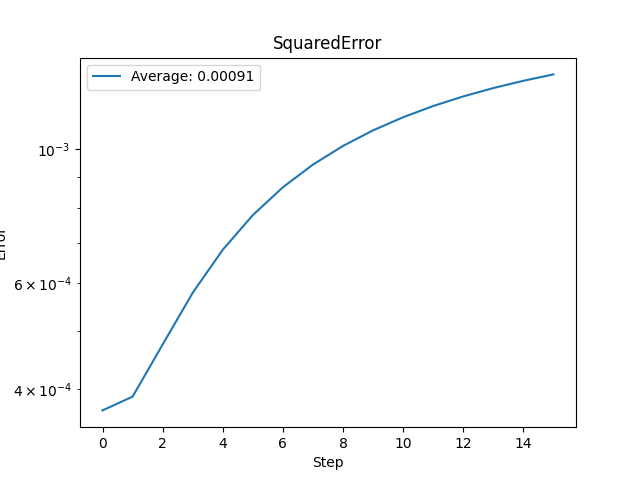 SquaredError
Average: 0.00091
10⁻³
6 × 10⁻⁴
4 × 10⁻⁴
Error
0 2 4 6 8 10 12 14
Step